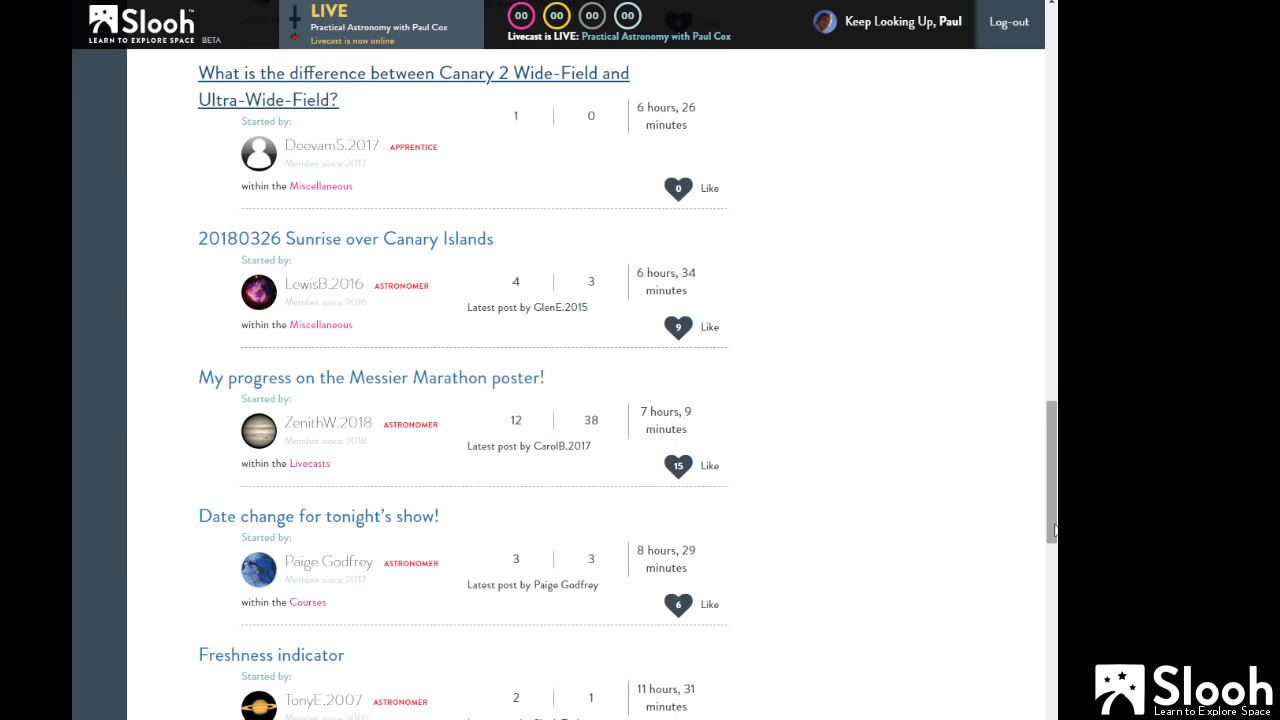 Slooh™
LEARN TO EXPLORE SPACE BETA
LIVE
Practical Astronomy with Paul Cox
Livecast is now online
00 00 00 00
Like
Livecast is LIVE: Practical Astronomy with Paul Cox
Keep Looking Up, Paul
Log-out
What is the difference between Canary 2 Wide-Field and
Ultra-Wide-Field?
Started by:
DeevamS.2017 APPRENTICE
Member since 2017
within the Miscellaneous
1 0
6 hours, 26
minutes
0 Like
20180326 Sunrise over Canary Islands
Started by:
LewisB.2016 ASTRONOMER
Member since 2016
within the Miscellaneous
4 3
Latest post by GlenE.2015
6 hours, 34
minutes
9 Like
My progress on the Messier Marathon poster!
Started by:
ZenithW.2018 ASTRONOMER
Member since 2018
within the Livecasts
12 38
Latest post by CarolB.2017
7 hours, 9
minutes
15 Like
Date change for tonight's show!
Started by:
Paige Godfrey ASTRONOMER
Member since 2017
within the Courses
3 3
Latest post by Paige Godfrey
8 hours, 29
minutes
6 Like
Freshness indicator
Started by:
TonyE.2007 ASTRONOMER
Member since 2007
2 1
11 hours, 31
minutes
Slooh
Learn to Explore Space